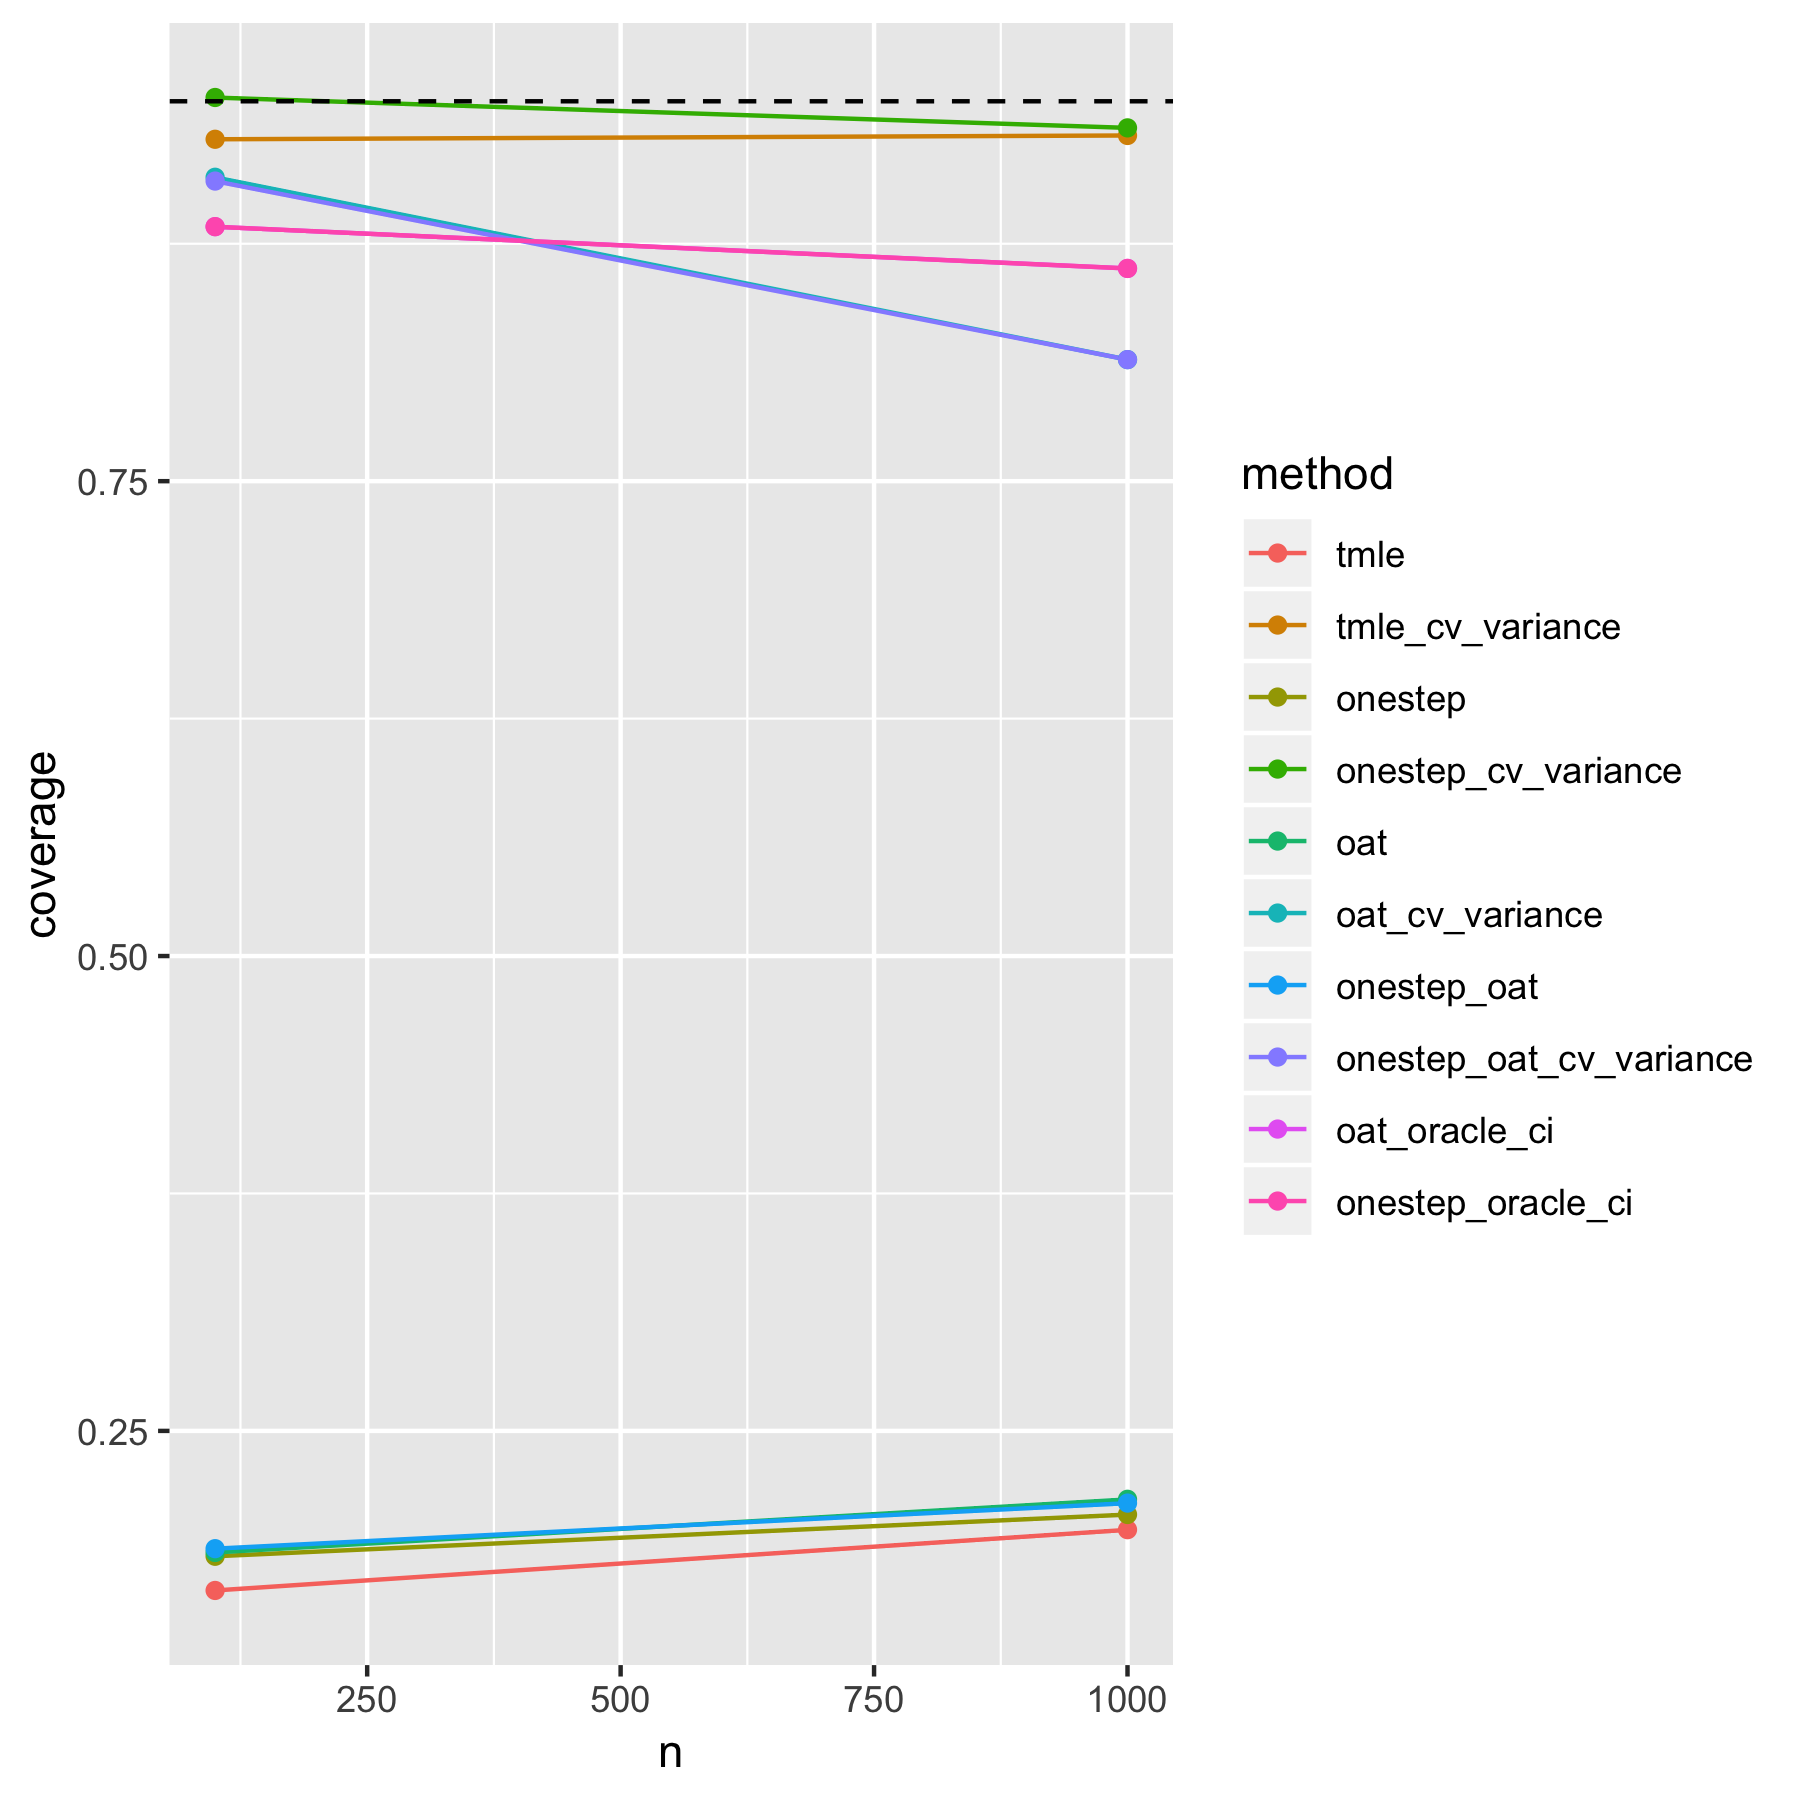 coverage
0.75
0.50
0.25
250
500
750
1000
n
method
tmle
tmle_cv_variance
onestep
onestep_cv_variance
oat
oat_cv_variance
onestep_oat
onestep_oat_cv_variance
oat_oracle_ci
onestep_oracle_ci